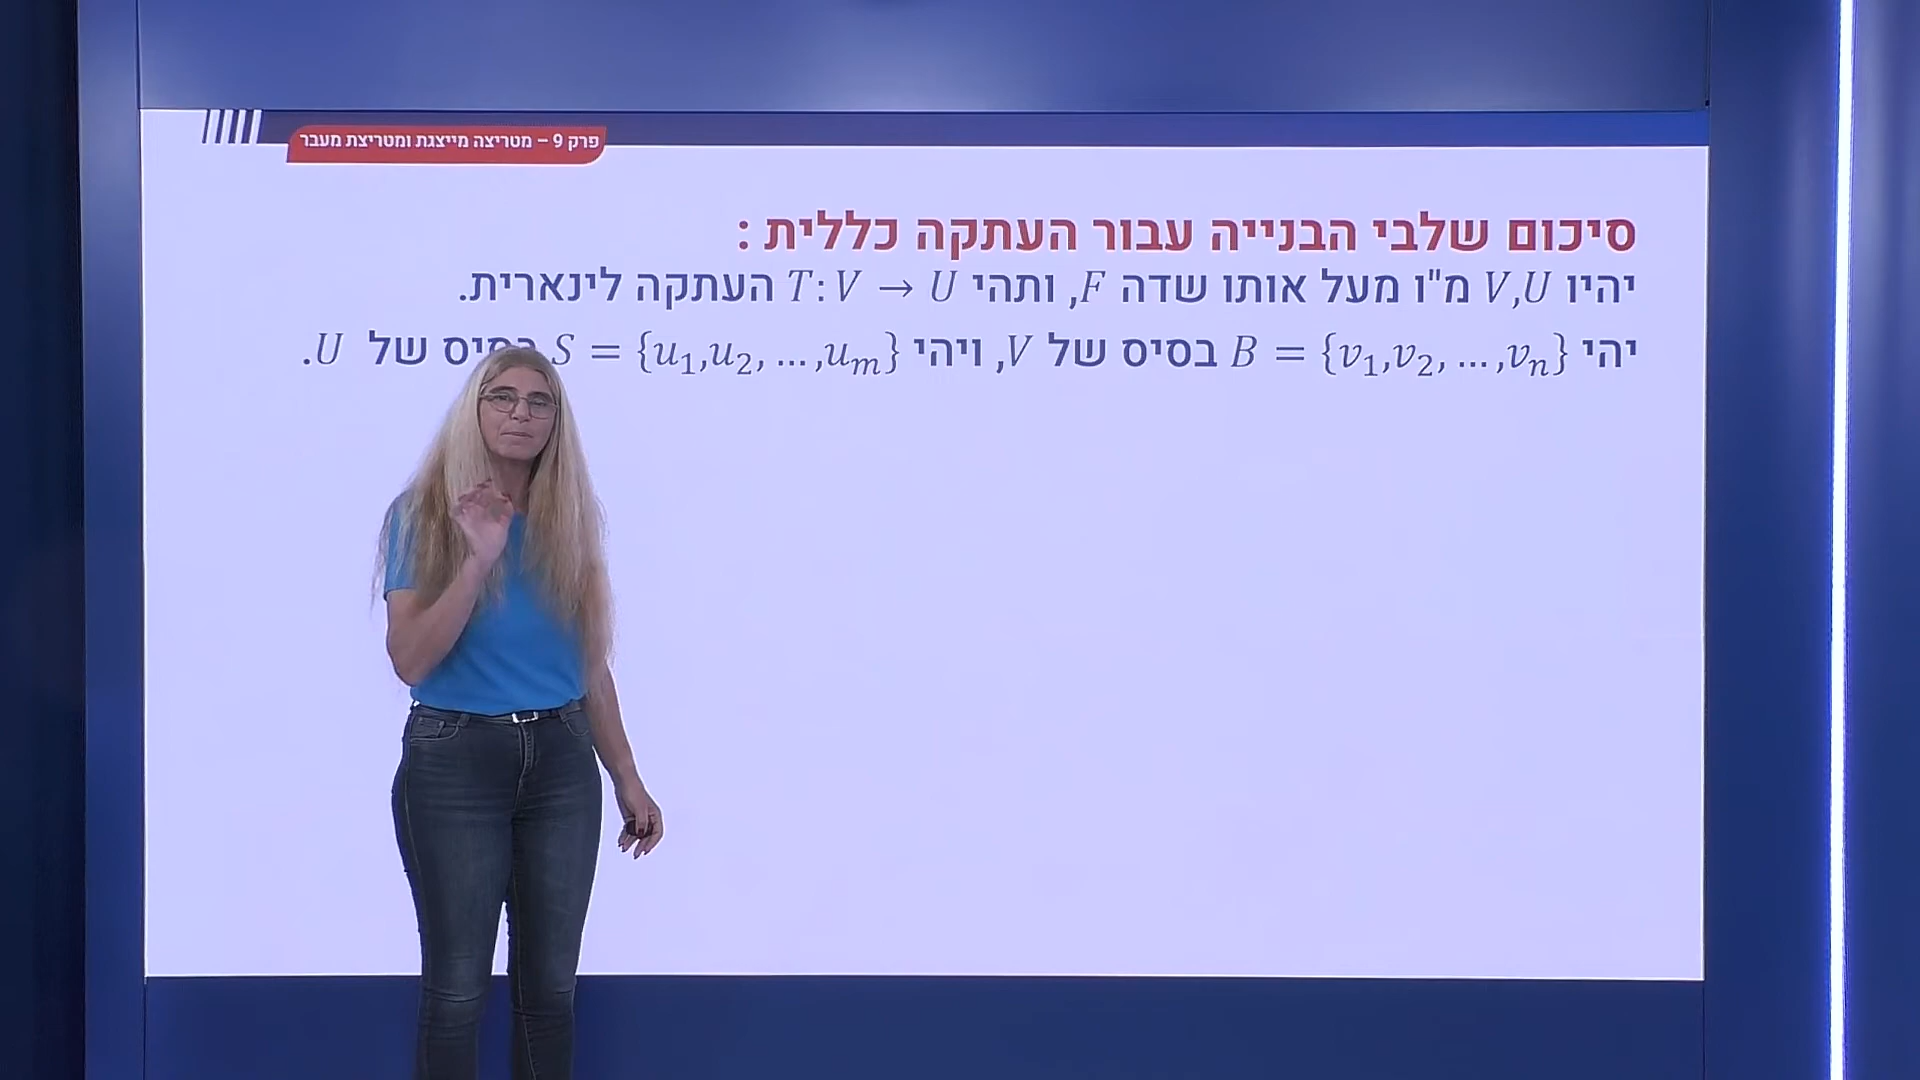 פרק 9 – מטריצה מייצגת ומטריצת מעבר
סיכום שלבי הבנייה עבור העתקה כללית :
יהיו V,U מ"ו מעל אותו שדה F, ותהי T:V → U העתקה לינארית.
יהי B = {v₁,v₂, …,vₙ} בסיס של V, ויהי S = {u₁,u₂, …,uₘ} בסיס של U.